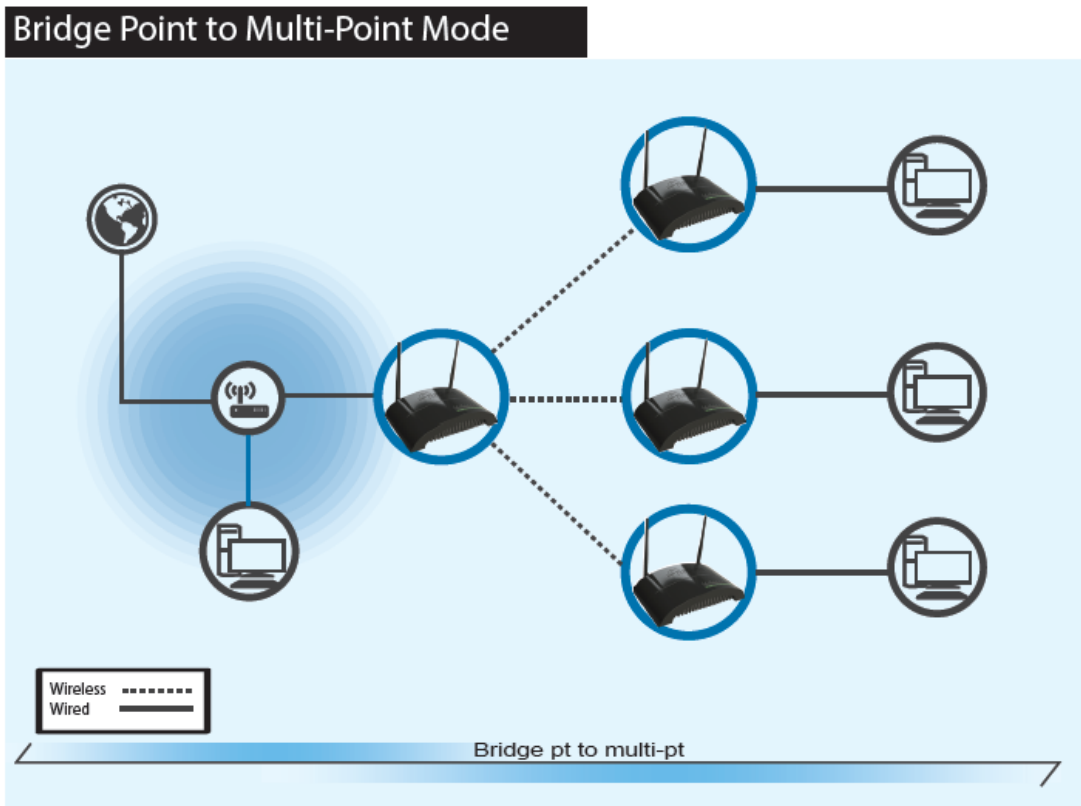 Bridge Point to Multi-Point Mode
Wireless
Wired
Bridge pt to multi-pt